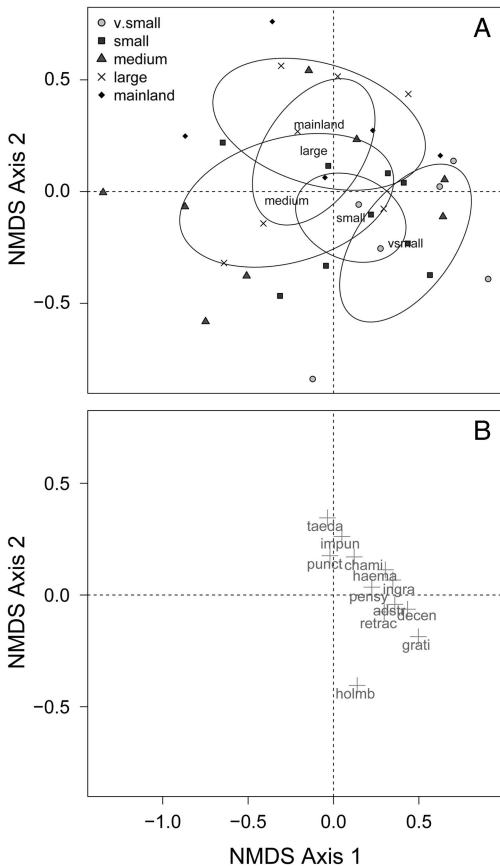 A
v.small
small
medium
large
mainland
0.5
0.0
−0.5
NMDS Axis 2
mainland
large
medium
small
vsmall
B
0.5
0.0
−0.5
NMDS Axis 2
taeda
impun
punct
chami
haema
ingra
pensy
decen
retrac
grati
holmb
−1.0
−0.5
0.0
0.5
NMDS Axis 1